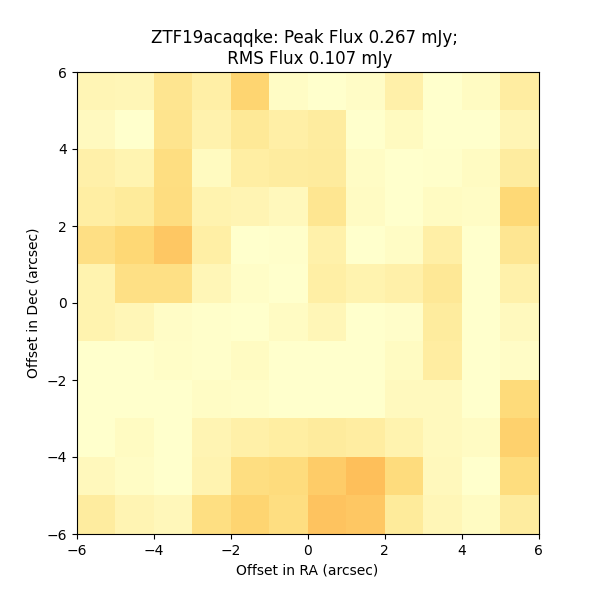 ZTF19acaqqke: Peak Flux 0.267 mJy;
RMS Flux 0.107 mJy
6
4
2
0
−2
−4
−6
Offset in Dec (arcsec)
−6 −4 −2 0 2 4 6
Offset in RA (arcsec)